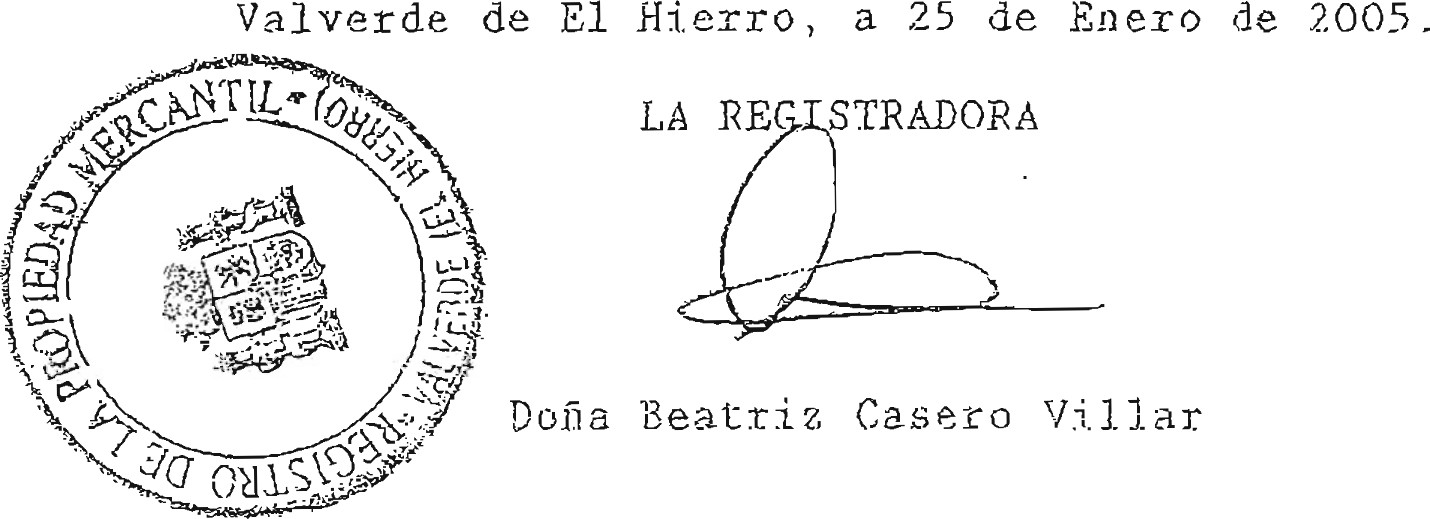 Valverde de El Hierro, a 25 de Enero de 2005.
LA REGISTRADORA
Doña Beatriz Casero Villar
REGISTRO DE LA PROPIEDAD MERCANTIL * VALVERDE (EL HIERRO)